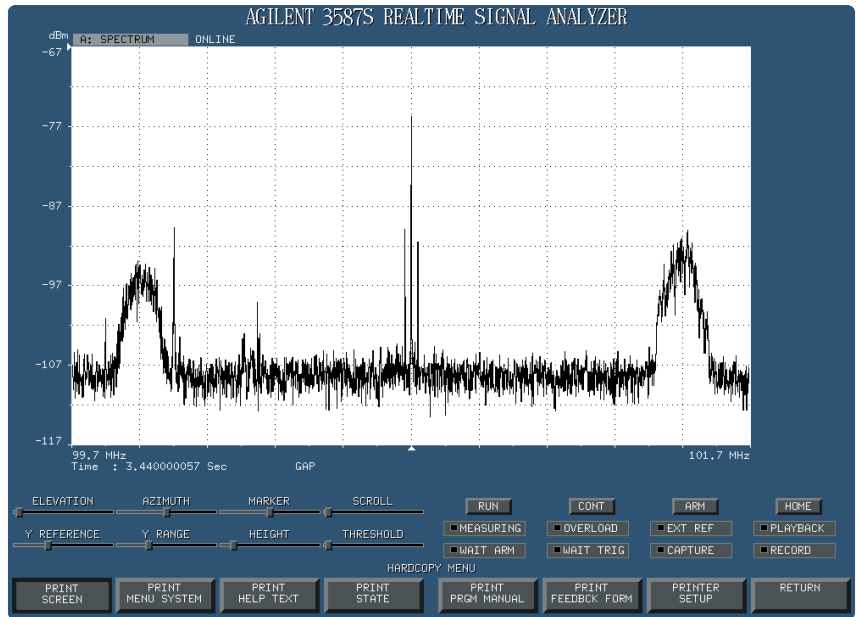 AGILENT 3587S REALTIME SIGNAL ANALYZER
dBm
A: SPECTRUM ONLINE
-67
-77
-87
-97
-107
-117
99.7 MHz 101.7 MHz
Time : 3.440000057 Sec GAP
ELEVATION AZIMUTH MARKER SCROLL RUN CONT ARM HOME
MEASURING OVERLOAD EXT REF PLAYBACK
Y REFERENCE Y RANGE HEIGHT THRESHOLD
WAIT ARM WAIT TRIG CAPTURE RECORD
HARDCOPY MENU
PRINT SCREEN
PRINT MENU SYSTEM
PRINT HELP TEXT
PRINT STATE
PRINT PRGM MANUAL
PRINT FEEDBCK FORM
PRINTER SETUP
RETURN